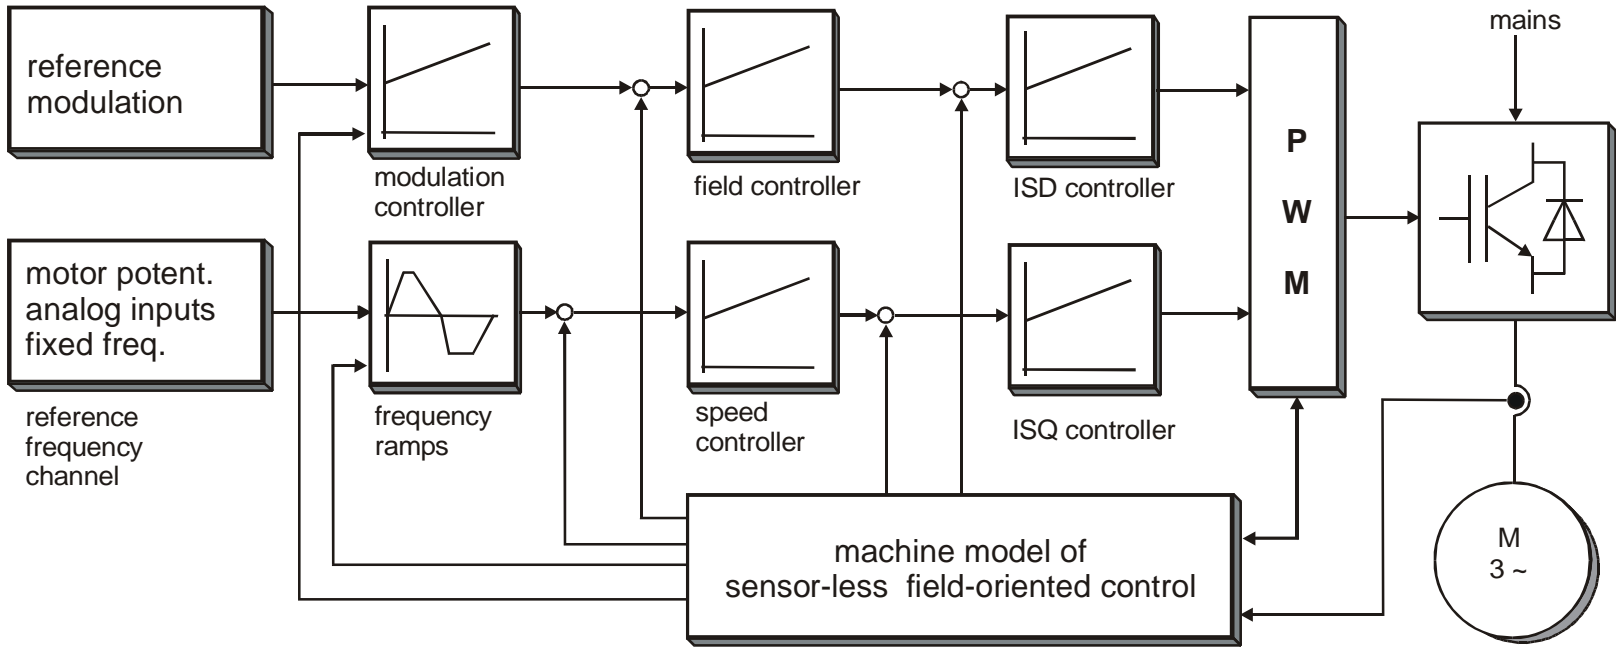 reference
modulation
modulation
controller
field controller
ISD controller
P
W
M
mains
motor potent.
analog inputs
fixed freq.
reference
frequency
channel
frequency
ramps
speed
controller
ISQ controller
machine model of
sensor-less field-oriented control
M
3 ~